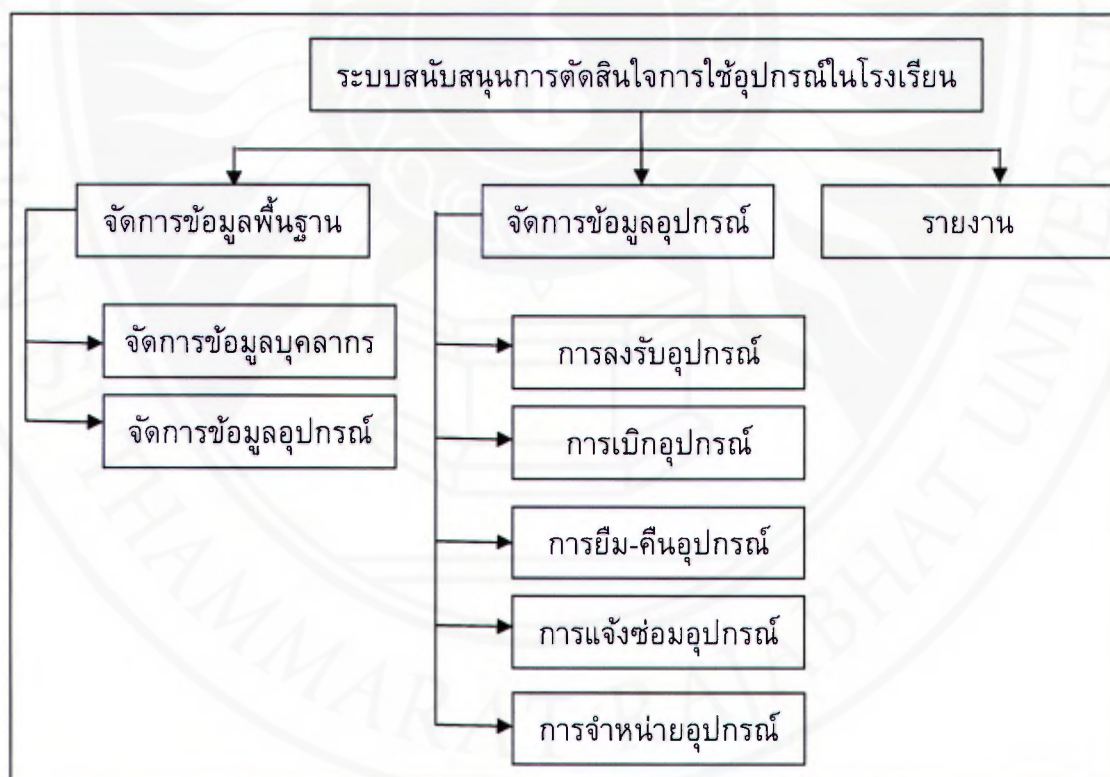 ระบบสนับสนุนการตัดสินใจการใช้อุปกรณ์ในโรงเรียน
จัดการข้อมูลพื้นฐาน
จัดการข้อมูลอุปกรณ์
รายงาน
จัดการข้อมูลบุคลากร
จัดการข้อมูลอุปกรณ์
การลงรับอุปกรณ์
การเบิกอุปกรณ์
การยืม-คืนอุปกรณ์
การแจ้งซ่อมอุปกรณ์
การจำหน่ายอุปกรณ์
THAMMARAT RAJABHAT UNIVERSIT